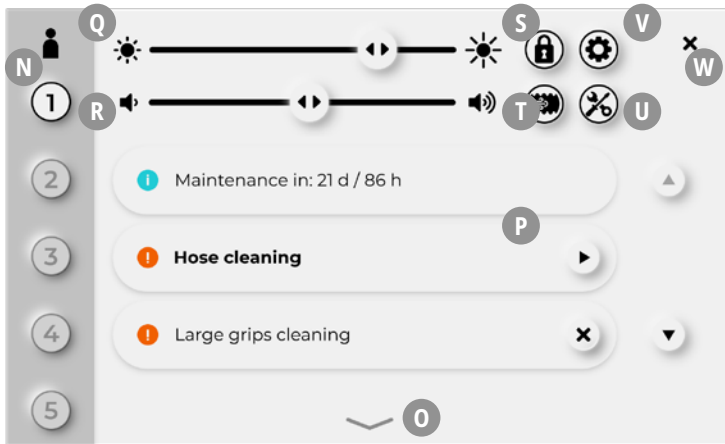 Q S V
N W
1 R T U
2 Maintenance in: 21 d / 86 h
P
3 Hose cleaning
4 Large grips cleaning
5 O